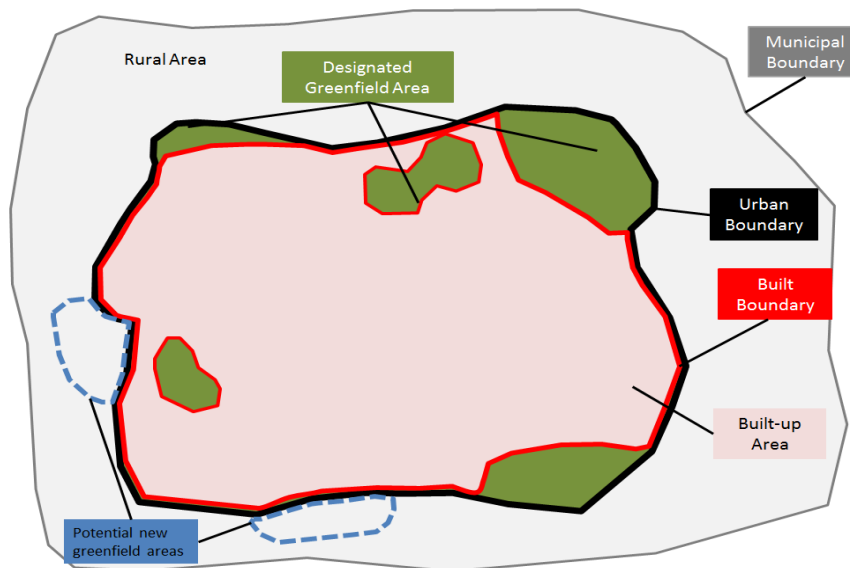 Municipal
Boundary
Rural Area
Designated
Greenfield Area
Urban
Boundary
Built
Boundary
Built-up
Area
Potential new
greenfield areas